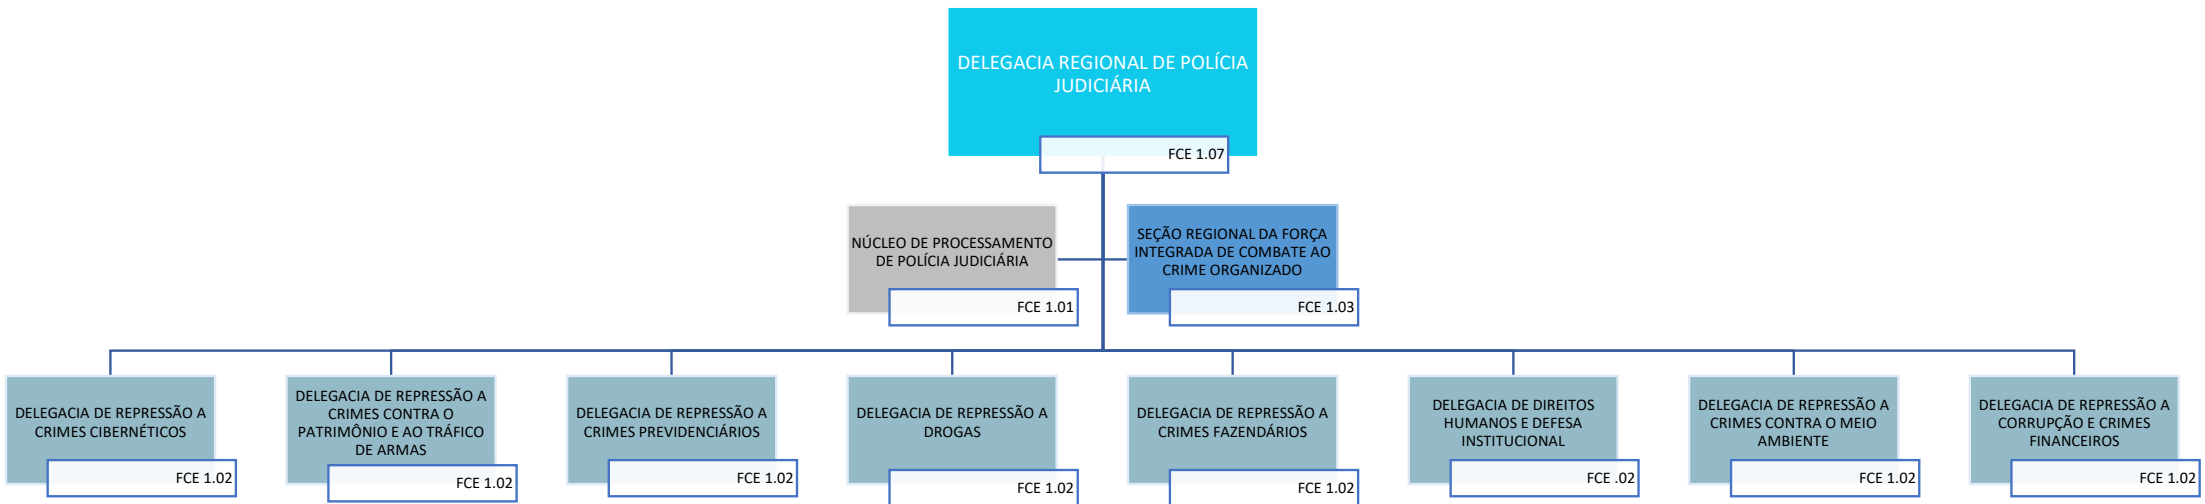 DELEGACIA REGIONAL DE POLÍCIA
JUDICIÁRIA
FCE 1.07
NÚCLEO DE PROCESSAMENTO
DE POLÍCIA JUDICIÁRIA
FCE 1.01
SEÇÃO REGIONAL DA FORÇA
INTEGRADA DE COMBATE AO
CRIME ORGANIZADO
FCE 1.03
DELEGACIA DE REPRESSÃO A
CRIMES CIBERNÉTICOS
FCE 1.02
DELEGACIA DE REPRESSÃO A
CRIMES CONTRA O
PATRIMÔNIO E AO TRÁFICO
DE ARMAS
FCE 1.02
DELEGACIA DE REPRESSÃO A
CRIMES PREVIDENCIÁRIOS
FCE 1.02
DELEGACIA DE REPRESSÃO A
DROGAS
FCE 1.02
DELEGACIA DE REPRESSÃO A
CRIMES FAZENDÁRIOS
FCE 1.02
DELEGACIA DE DIREITOS
HUMANOS E DEFESA
INSTITUCIONAL
FCE .02
DELEGACIA DE REPRESSÃO A
CRIMES CONTRA O MEIO
AMBIENTE
FCE 1.02
DELEGACIA DE REPRESSÃO A
CORRUPÇÃO E CRIMES
FINANCEIROS
FCE 1.02